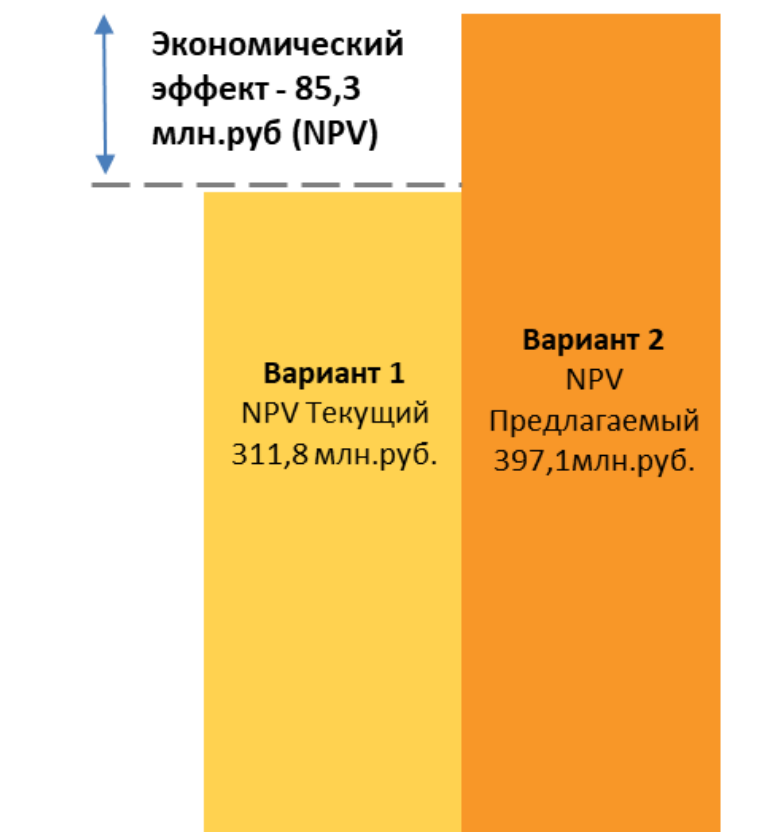 Экономический
эффект - 85,3
млн.руб (NPV)
Вариант 1
NPV Текущий
311,8 млн.руб.
Вариант 2
NPV
Предлагаемый
397,1млн.руб.